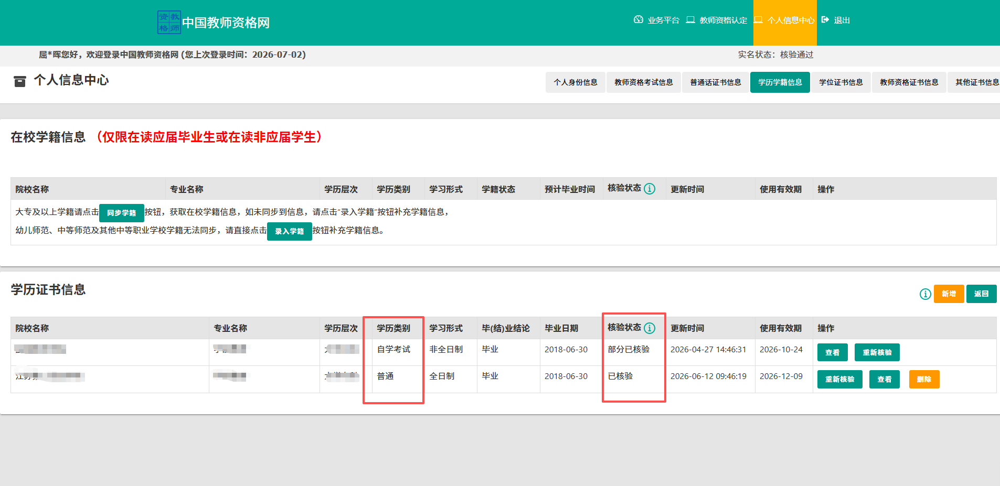 资教格师
中国教师资格网
业务平台 教师资格认定 个人信息中心 退出
屈*晖您好，欢迎登录中国教师资格网 (您上次登录时间：2026-07-02)
实名状态：核验通过
个人信息中心
个人身份信息 教师资格考试信息 普通话证书信息 学历学籍信息 学位证书信息 教师资格证书信息 其他证书信息
在校学籍信息 （仅限在读应届毕业生或在读非应届学生）
院校名称 专业名称 学历层次 学历类别 学习形式 学籍状态 预计毕业时间 核验状态 更新时间 使用有效期 操作
大专及以上学籍请点击 同步学籍 按钮，获取在校学籍信息，如未同步到信息，请点击“录入学籍”按钮补充学籍信息，
幼儿师范、中等师范及其他中等职业学校学籍无法同步，请直接点击 录入学籍 按钮补充学籍信息。
学历证书信息
新增 返回
院校名称 专业名称 学历层次 学历类别 学习形式 毕(结)业结论 毕业日期 核验状态 更新时间 使用有效期 操作
自学考试 非全日制 毕业 2018-06-30 部分已核验 2026-04-27 14:46:31 2026-10-24 查看 重新核验
普通 全日制 毕业 2018-06-30 已核验 2026-06-12 09:46:19 2026-12-09 重新核验 查看 删除